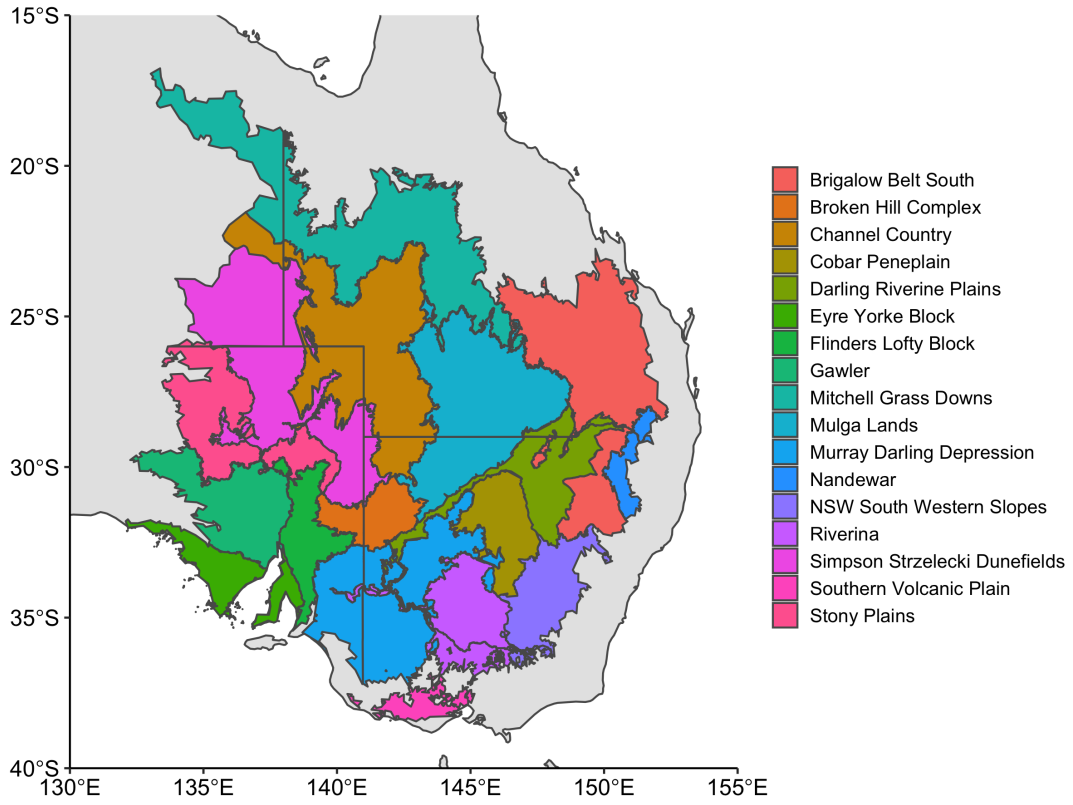 15°S
20°S
25°S
30°S
35°S
40°S
130°E
135°E
140°E
145°E
150°E
155°E
Brigalow Belt South
Broken Hill Complex
Channel Country
Cobar Peneplain
Darling Riverine Plains
Eyre Yorke Block
Flinders Lofty Block
Gawler
Mitchell Grass Downs
Mulga Lands
Murray Darling Depression
Nandewar
NSW South Western Slopes
Riverina
Simpson Strzelecki Dunefields
Southern Volcanic Plain
Stony Plains